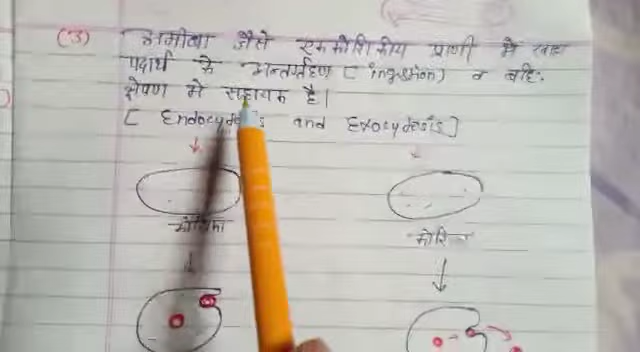 (3) अमीबा जैसे एककोशिकीय प्राणी मे खाद्य
पदार्थ के अन्तर्ग्रहण [ingestion) व बहि:
क्षेपण मे सहायक है।
[Endocytosis and Exocytosis]
कोशिका
कोशिका